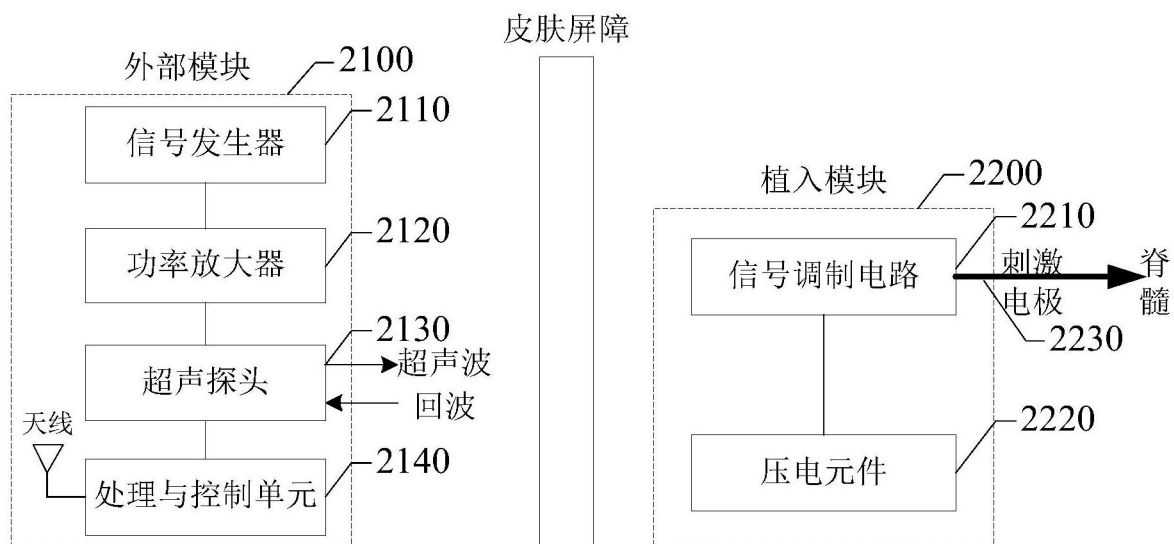 皮肤屏障
外部模块
2100
信号发生器
2110
功率放大器
2120
超声探头
2130
超声波
回波
天线
处理与控制单元
2140
植入模块
2200
信号调制电路
2210
刺激
电极
2230
脊
髓
压电元件
2220